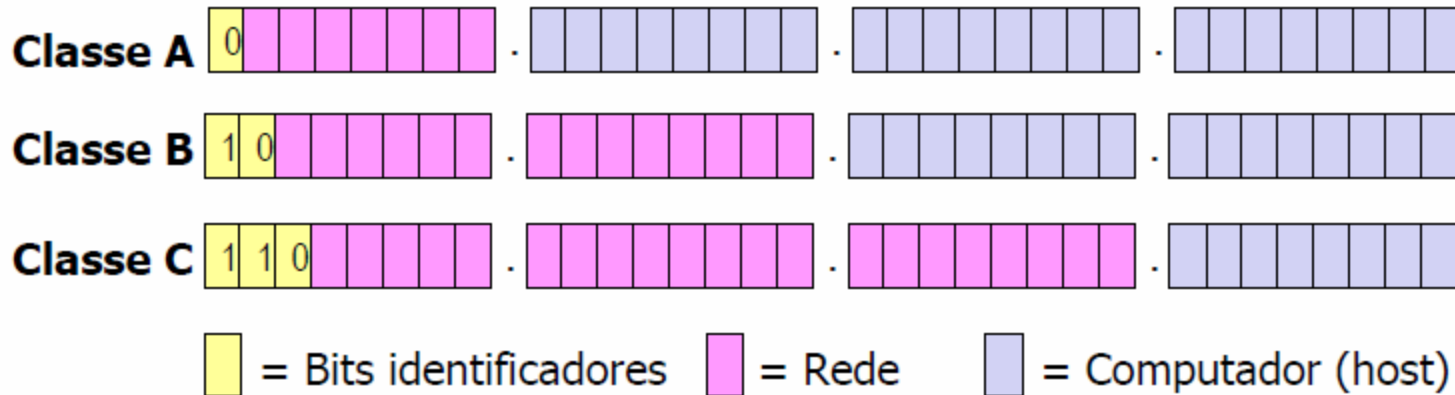 Classe A 0 . . .
Classe B 1 0 . . .
Classe C 1 1 0 . . .
= Bits identificadores = Rede = Computador (host)